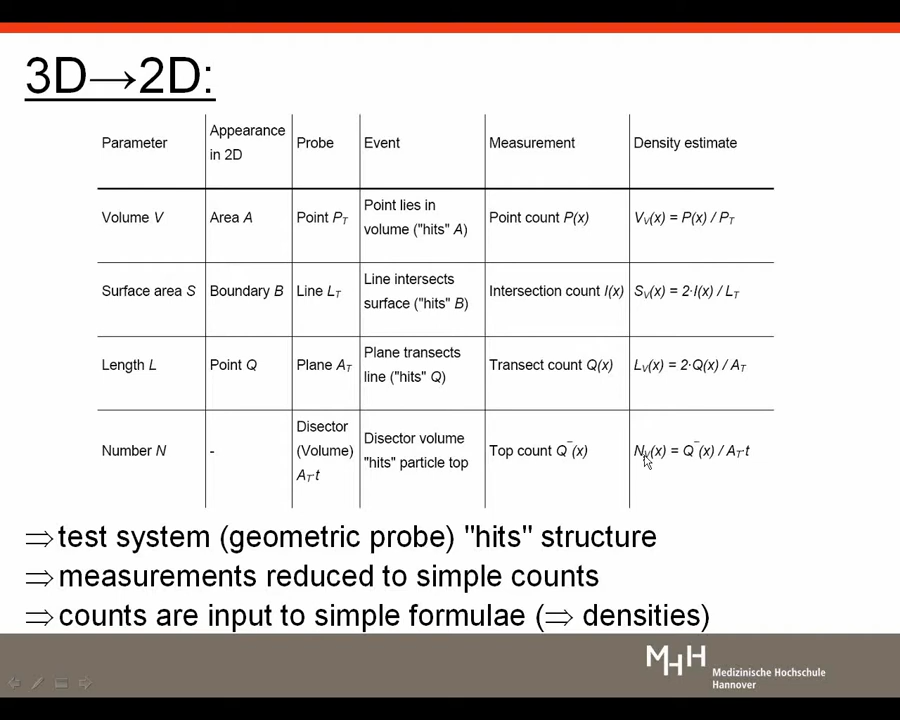 3D→2D:
Parameter | Appearance in 2D | Probe | Event | Measurement | Density estimate
Volume V | Area A | Point P_T | Point lies in volume ("hits" A) | Point count P(x) | V_V(x) = P(x) / P_T
Surface area S | Boundary B | Line L_T | Line intersects surface ("hits" B) | Intersection count I(x) | S_V(x) = 2·I(x) / L_T
Length L | Point Q | Plane A_T | Plane transects line ("hits" Q) | Transect count Q(x) | L_V(x) = 2·Q(x) / A_T
Number N | - | Disector (Volume) A_T·t | Disector volume "hits" particle top | Top count Q⁻(x) | N_V(x) = Q⁻(x) / A_T·t
⇒ test system (geometric probe) "hits" structure
⇒ measurements reduced to simple counts
⇒ counts are input to simple formulae (⇒ densities)
MHH
Medizinische Hochschule
Hannover